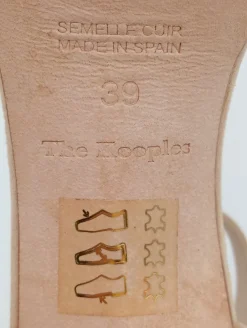 SEMELLE CUIR
MADE IN SPAIN
39
The Kooples